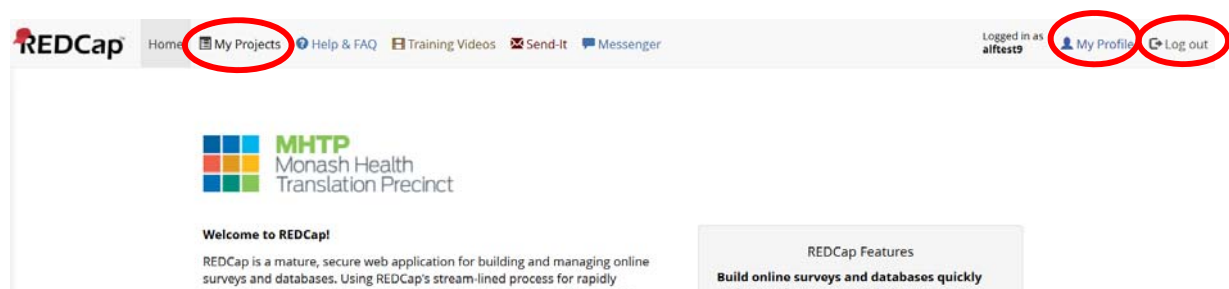 REDCap Home My Projects Help & FAQ Training Videos Send-It Messenger Logged in as alftest9 My Profile Log out
MHTP
Monash Health
Translation Precinct
Welcome to REDCap!
REDCap is a mature, secure web application for building and managing online
surveys and databases. Using REDCap's stream-lined process for rapidly
REDCap Features
Build online surveys and databases quickly